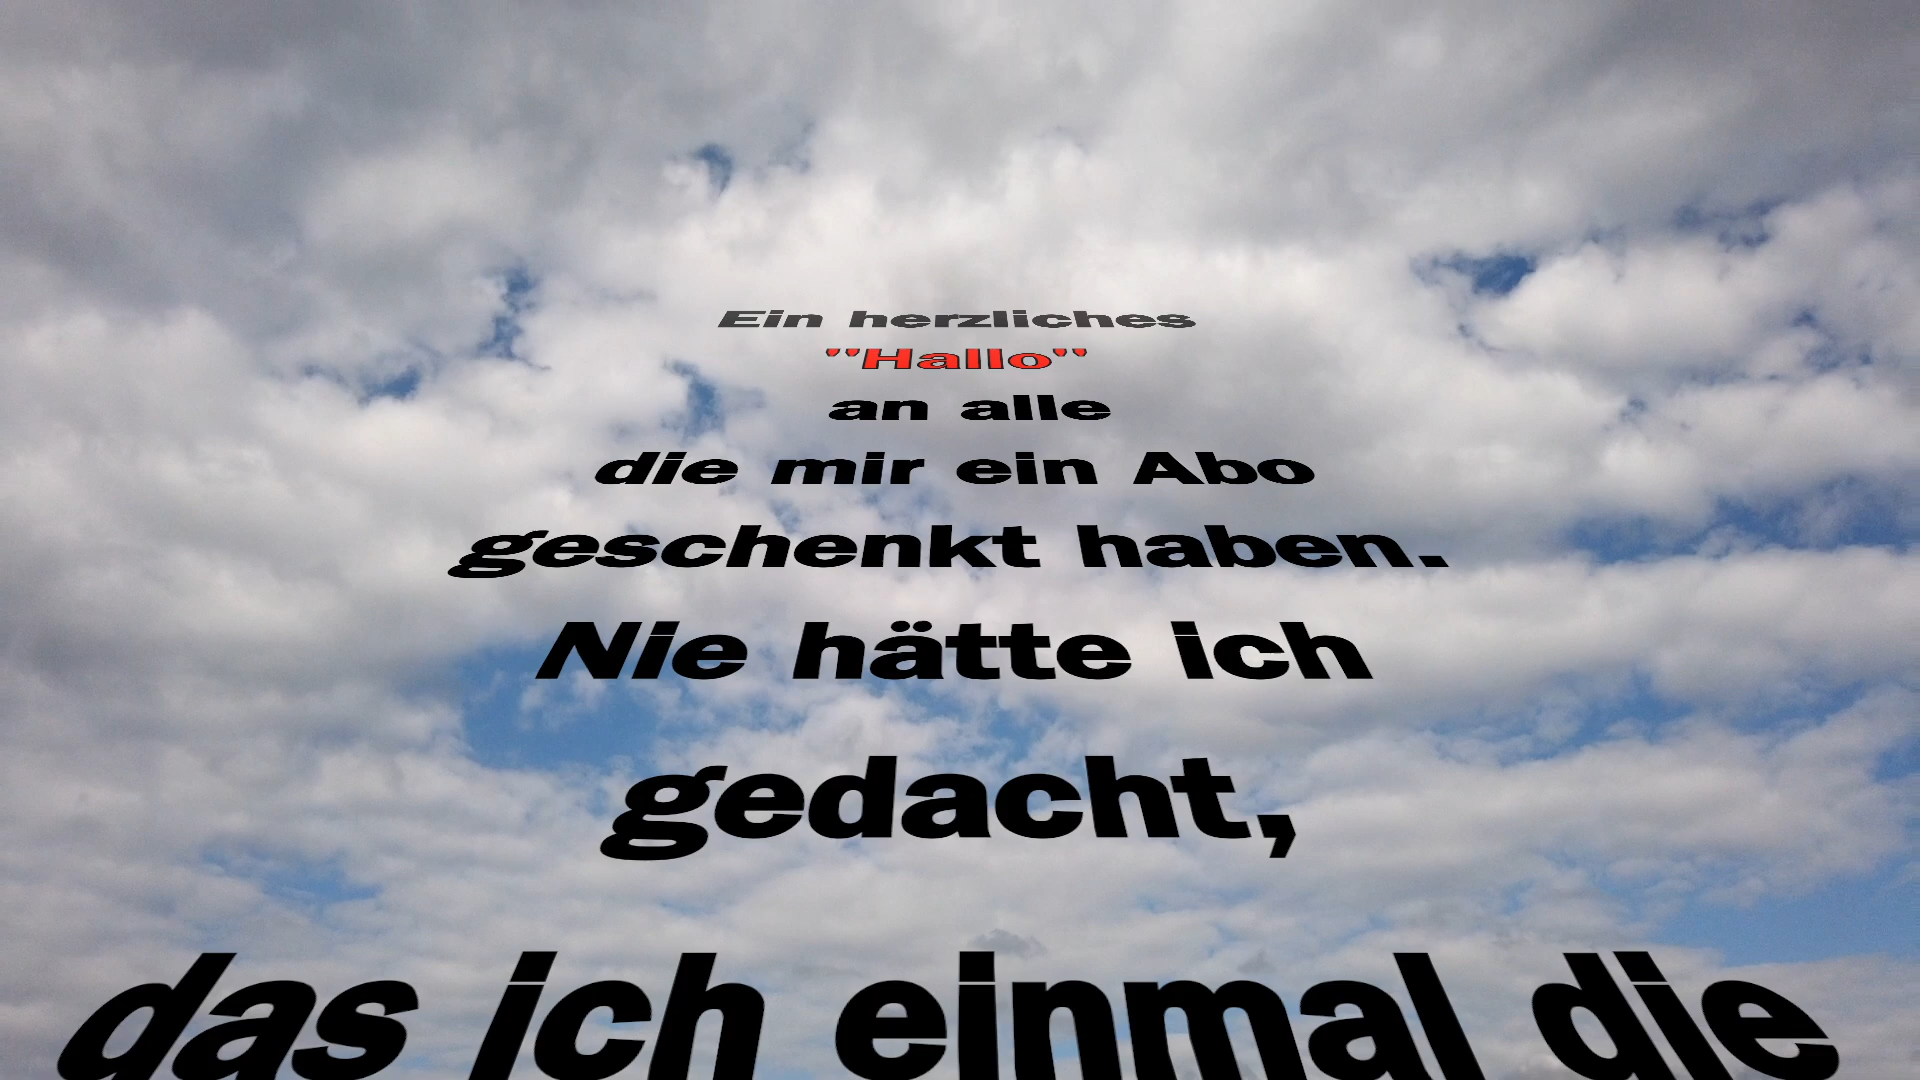 Ein herzliches
"Hallo"
an alle
die mir ein Abo
geschenkt haben.
Nie hätte ich
gedacht,
das ich einmal die